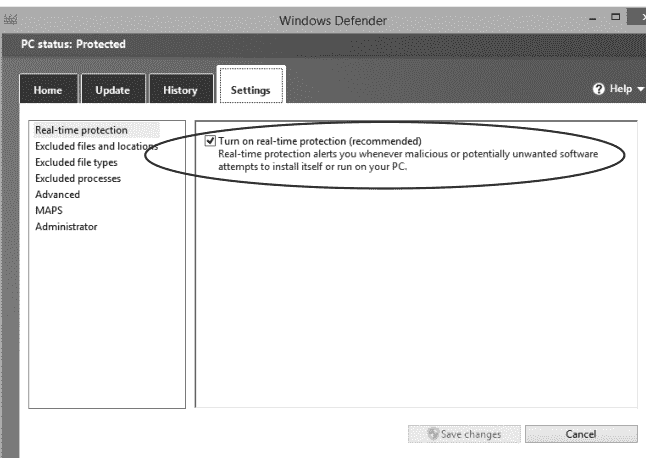 Windows Defender
PC status: Protected
Home Update History Settings Help
Real-time protection
Excluded files and locations
Excluded file types
Excluded processes
Advanced
MAPS
Administrator
Turn on real-time protection (recommended)
Real-time protection alerts you whenever malicious or potentially unwanted software
attempts to install itself or run on your PC.
Save changes Cancel